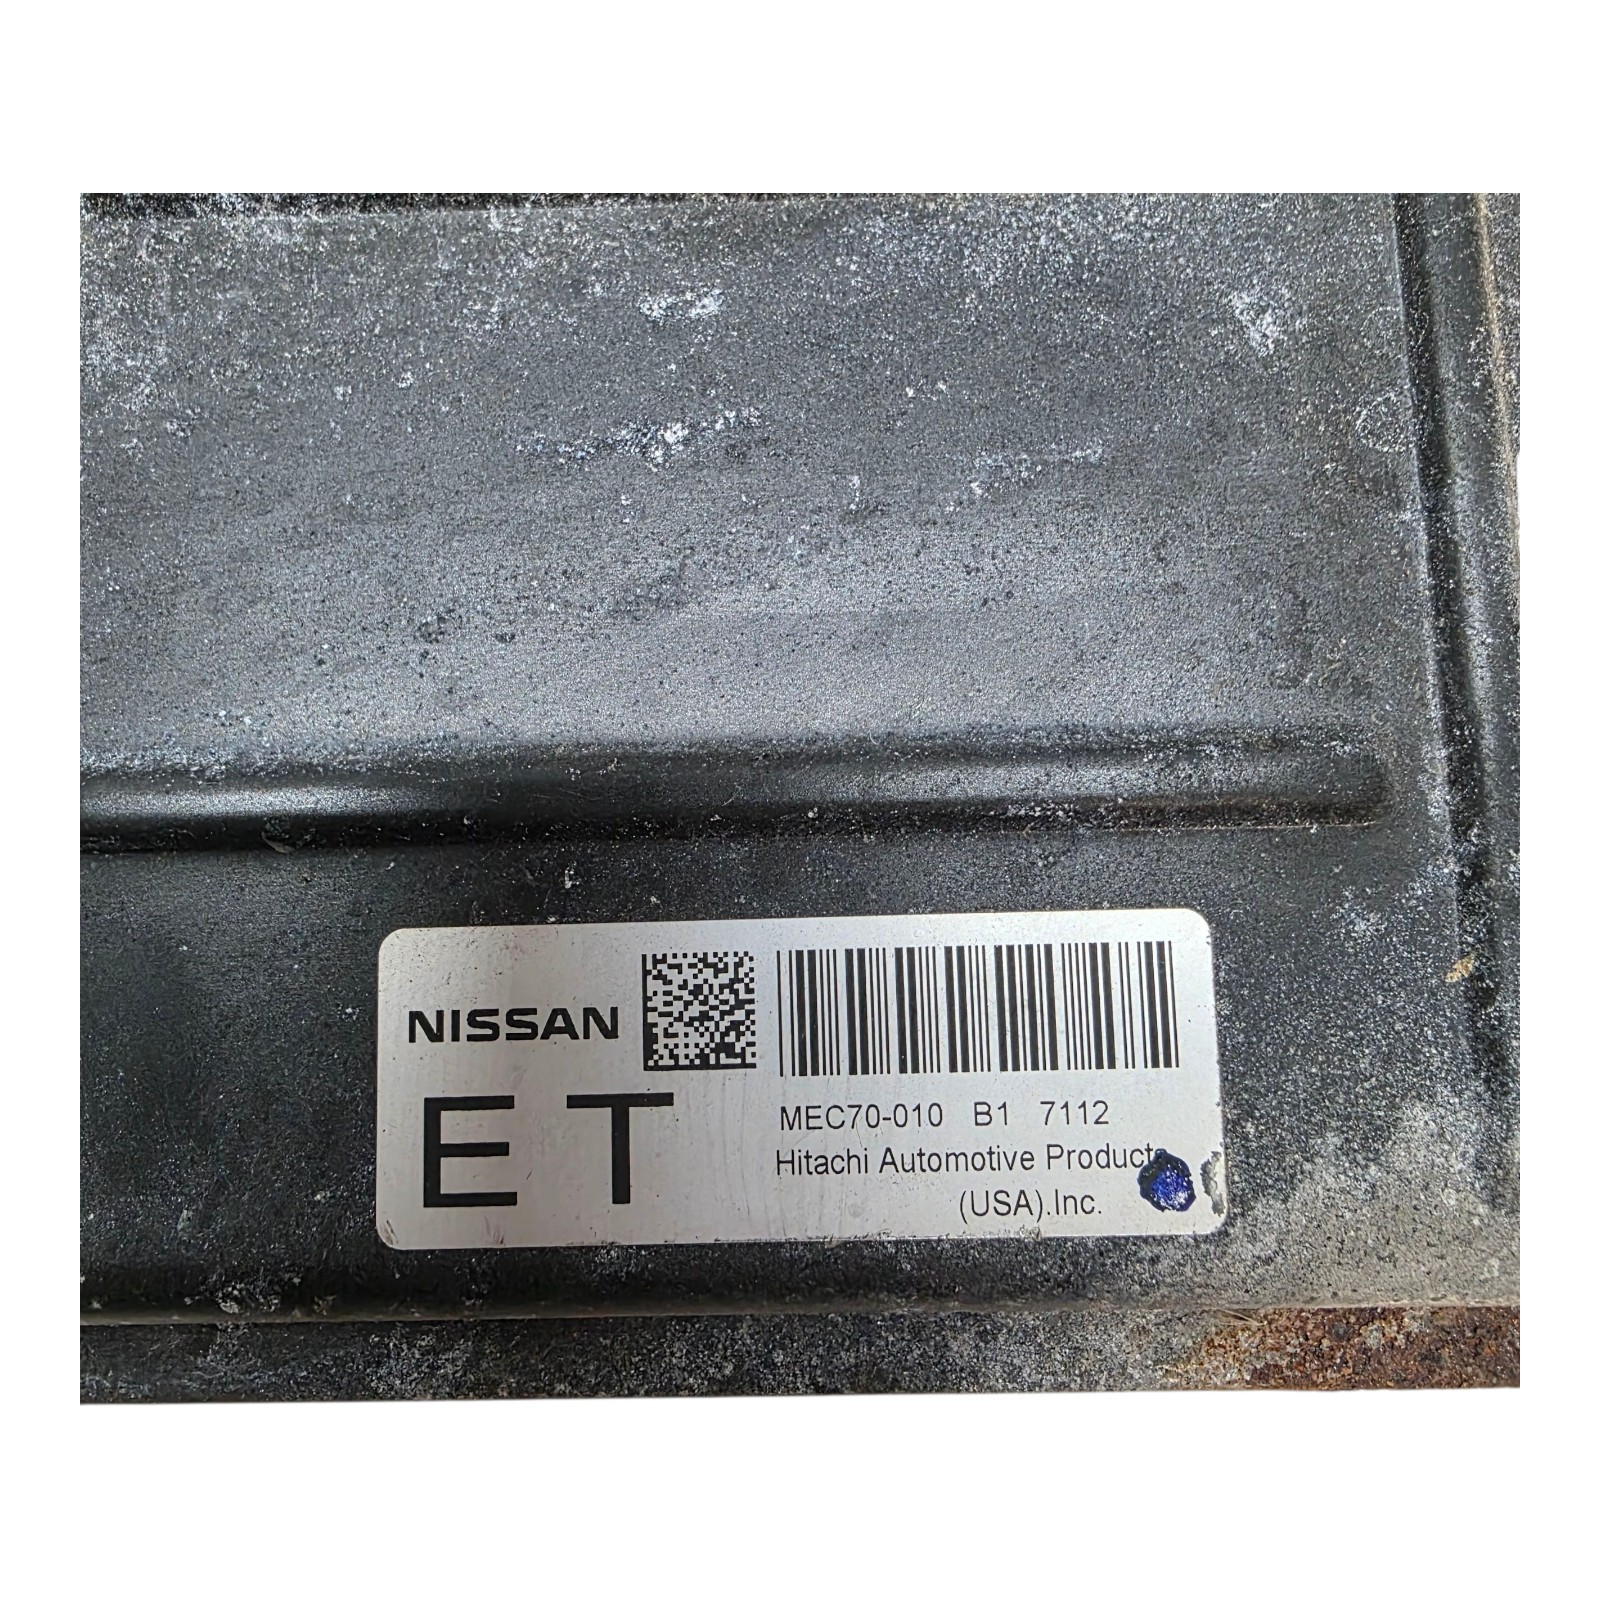 NISSAN
ET
MEC70-010 B1 7112
Hitachi Automotive Products
(USA).Inc.